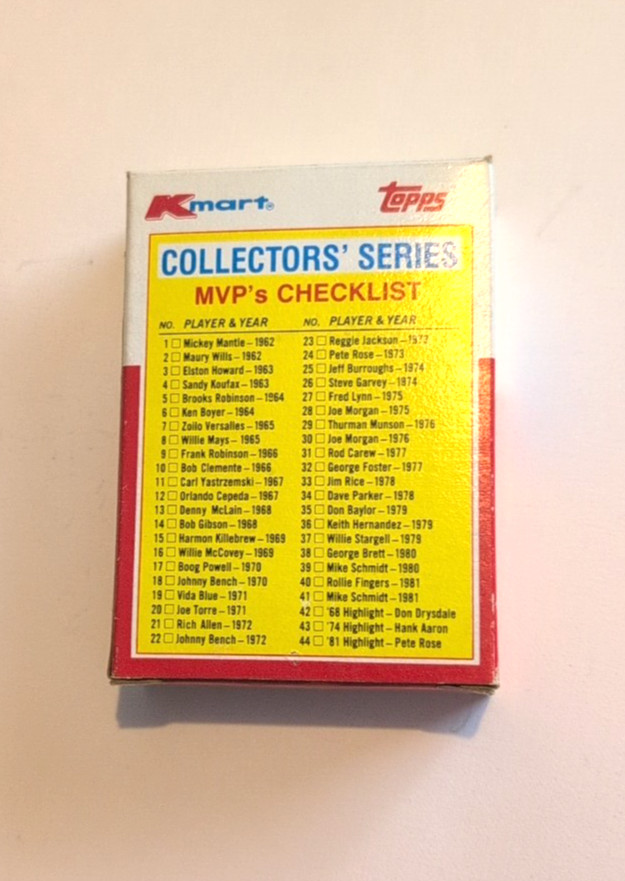 Kmart®
Topps
COLLECTORS' SERIES
MVP's CHECKLIST
NO. PLAYER & YEAR
1 Mickey Mantle – 1962
2 Maury Wills – 1962
3 Elston Howard – 1963
4 Sandy Koufax – 1963
5 Brooks Robinson – 1964
6 Ken Boyer – 1964
7 Zoilo Versalles – 1965
8 Willie Mays – 1965
9 Frank Robinson – 1966
10 Bob Clemente – 1966
11 Carl Yastrzemski – 1967
12 Orlando Cepeda – 1967
13 Denny McLain – 1968
14 Bob Gibson – 1968
15 Harmon Killebrew – 1969
16 Willie McCovey – 1969
17 Boog Powell – 1970
18 Johnny Bench – 1970
19 Vida Blue – 1971
20 Joe Torre – 1971
21 Rich Allen – 1972
22 Johnny Bench – 1972
NO. PLAYER & YEAR
23 Reggie Jackson – 1973
24 Pete Rose – 1973
25 Jeff Burroughs – 1974
26 Steve Garvey – 1974
27 Fred Lynn – 1975
28 Joe Morgan – 1975
29 Thurman Munson – 1976
30 Joe Morgan – 1976
31 Rod Carew – 1977
32 George Foster – 1977
33 Jim Rice – 1978
34 Dave Parker – 1978
35 Don Baylor – 1979
36 Keith Hernandez – 1979
37 Willie Stargell – 1979
38 George Brett – 1980
39 Mike Schmidt – 1980
40 Rollie Fingers – 1981
41 Mike Schmidt – 1981
42 '68 Highlight – Don Drysdale
43 '74 Highlight – Hank Aaron
44 '81 Highlight – Pete Rose